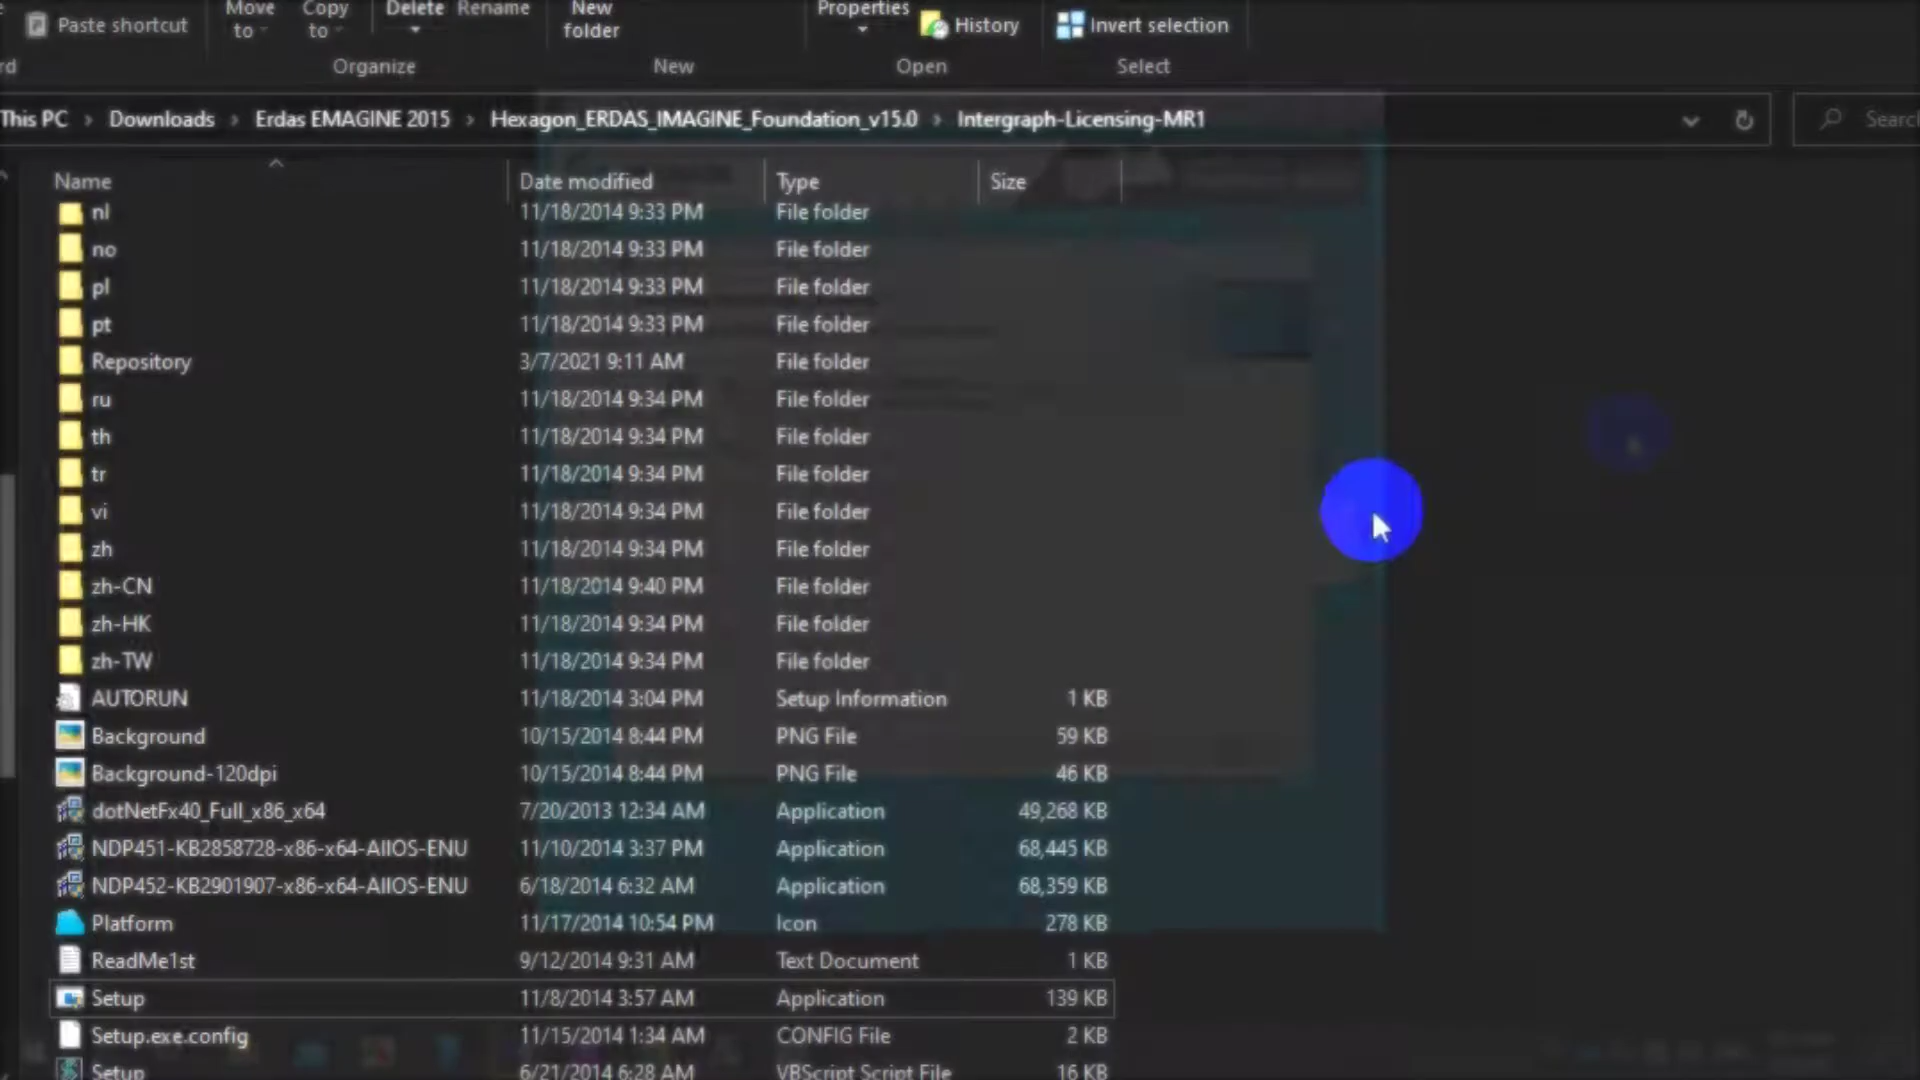 Paste shortcut
Move to
Copy to
Delete
Rename
New folder
Properties
History
Invert selection
rd
Organize
New
Open
Select
This PC › Downloads › Erdas EMAGINE 2015 › Hexagon_ERDAS_IMAGINE_Foundation_v15.0 › Intergraph-Licensing-MR1
Searc
Name Date modified Type Size
nl 11/18/2014 9:33 PM File folder
no 11/18/2014 9:33 PM File folder
pl 11/18/2014 9:33 PM File folder
pt 11/18/2014 9:33 PM File folder
Repository 3/7/2021 9:11 AM File folder
ru 11/18/2014 9:34 PM File folder
th 11/18/2014 9:34 PM File folder
tr 11/18/2014 9:34 PM File folder
vi 11/18/2014 9:34 PM File folder
zh 11/18/2014 9:34 PM File folder
zh-CN 11/18/2014 9:40 PM File folder
zh-HK 11/18/2014 9:34 PM File folder
zh-TW 11/18/2014 9:34 PM File folder
AUTORUN 11/18/2014 3:04 PM Setup Information 1 KB
Background 10/15/2014 8:44 PM PNG File 59 KB
Background-120dpi 10/15/2014 8:44 PM PNG File 46 KB
dotNetFx40_Full_x86_x64 7/20/2013 12:34 AM Application 49,268 KB
NDP451-KB2858728-x86-x64-AllOS-ENU 11/10/2014 3:37 PM Application 68,445 KB
NDP452-KB2901907-x86-x64-AllOS-ENU 6/18/2014 6:32 AM Application 68,359 KB
Platform 11/17/2014 10:54 PM Icon 278 KB
ReadMe1st 9/12/2014 9:31 AM Text Document 1 KB
Setup 11/8/2014 3:57 AM Application 139 KB
Setup.exe.config 11/15/2014 1:34 AM CONFIG File 2 KB
Setup 6/21/2014 6:28 AM VBScript Script File 16 KB